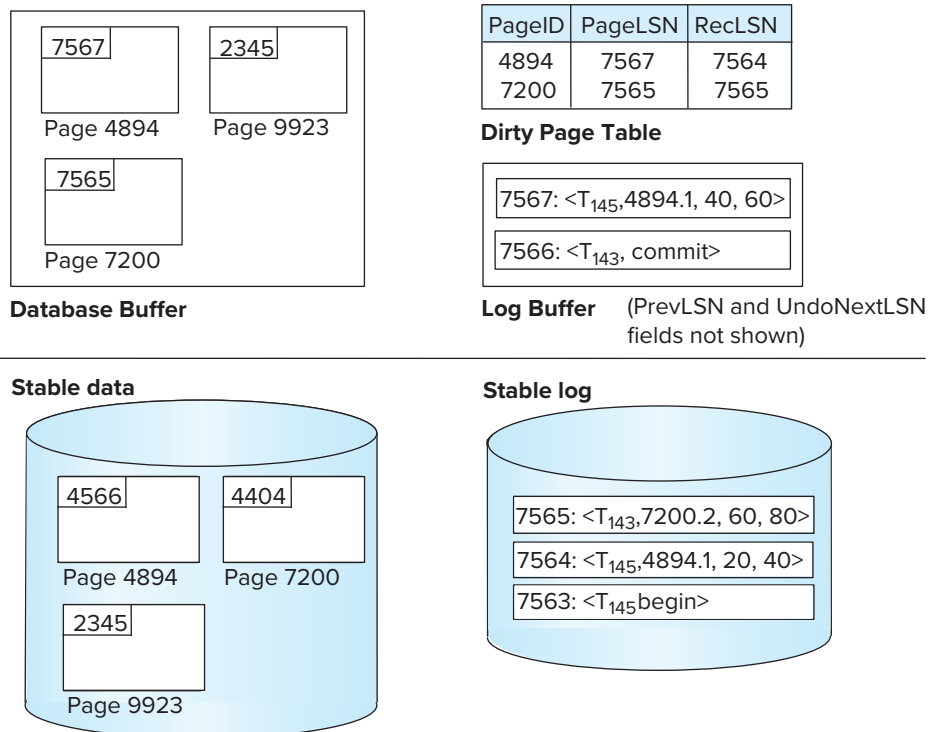 7567
2345
Page 4894
Page 9923
7565
Page 7200
Database Buffer
PageID PageLSN RecLSN
4894 7567 7564
7200 7565 7565
Dirty Page Table
7567: <T₁₄₅,4894.1, 40, 60>
7566: <T₁₄₃, commit>
Log Buffer (PrevLSN and UndoNextLSN
fields not shown)
Stable data
4566
4404
Page 4894
Page 7200
2345
Page 9923
Stable log
7565: <T₁₄₃,7200.2, 60, 80>
7564: <T₁₄₅,4894.1, 20, 40>
7563: <T₁₄₅begin>